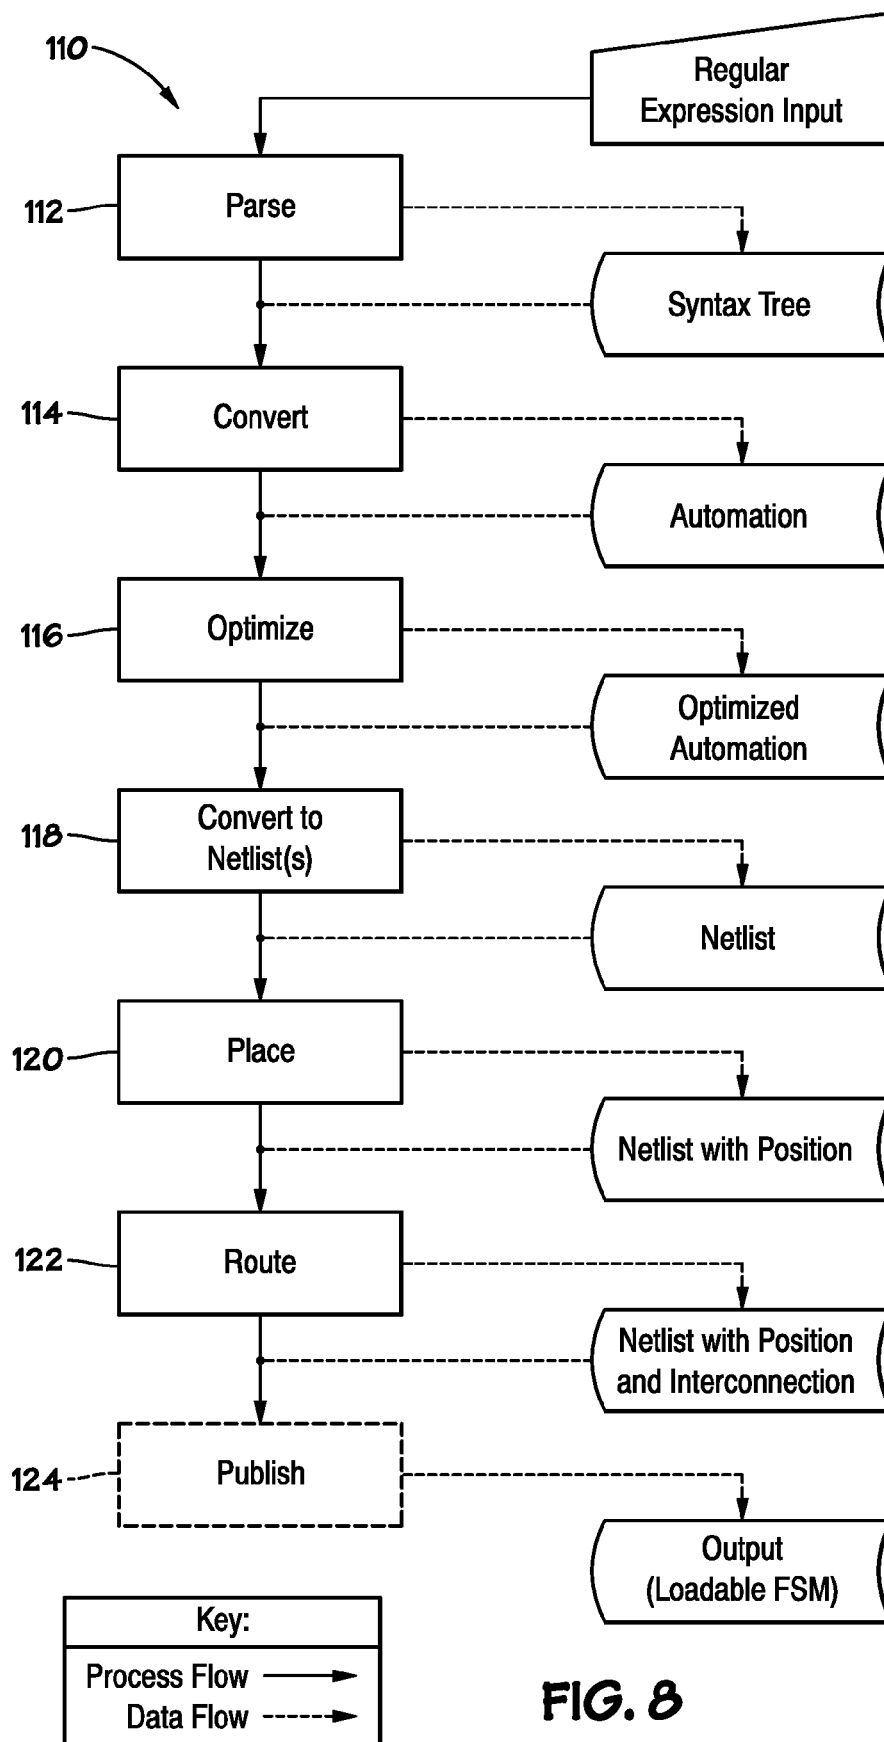 110
Regular
Expression Input
112
Parse
Syntax Tree
114
Convert
Automation
116
Optimize
Optimized
Automation
118
Convert to
Netlist(s)
Netlist
120
Place
Netlist with Position
122
Route
Netlist with Position
and Interconnection
124
Publish
Output
(Loadable FSM)
Key:
Process Flow
Data Flow
FIG. 8